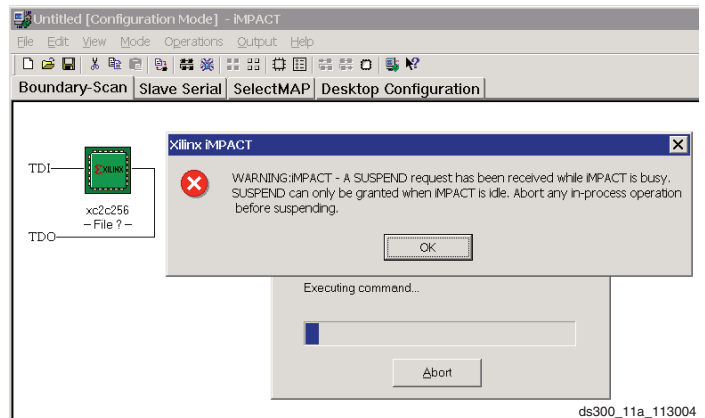 Untitled [Configuration Mode] - iMPACT
File Edit View Mode Operations Output Help
Boundary-Scan Slave Serial SelectMAP Desktop Configuration
Xilinx iMPACT
WARNING:iMPACT - A SUSPEND request has been received while iMPACT is busy.
SUSPEND can only be granted when iMPACT is idle. Abort any in-process operation
before suspending.
OK
TDI
XILINX
xc2c256
- File ? -
TDO
Executing command...
Abort
ds300_11a_113004